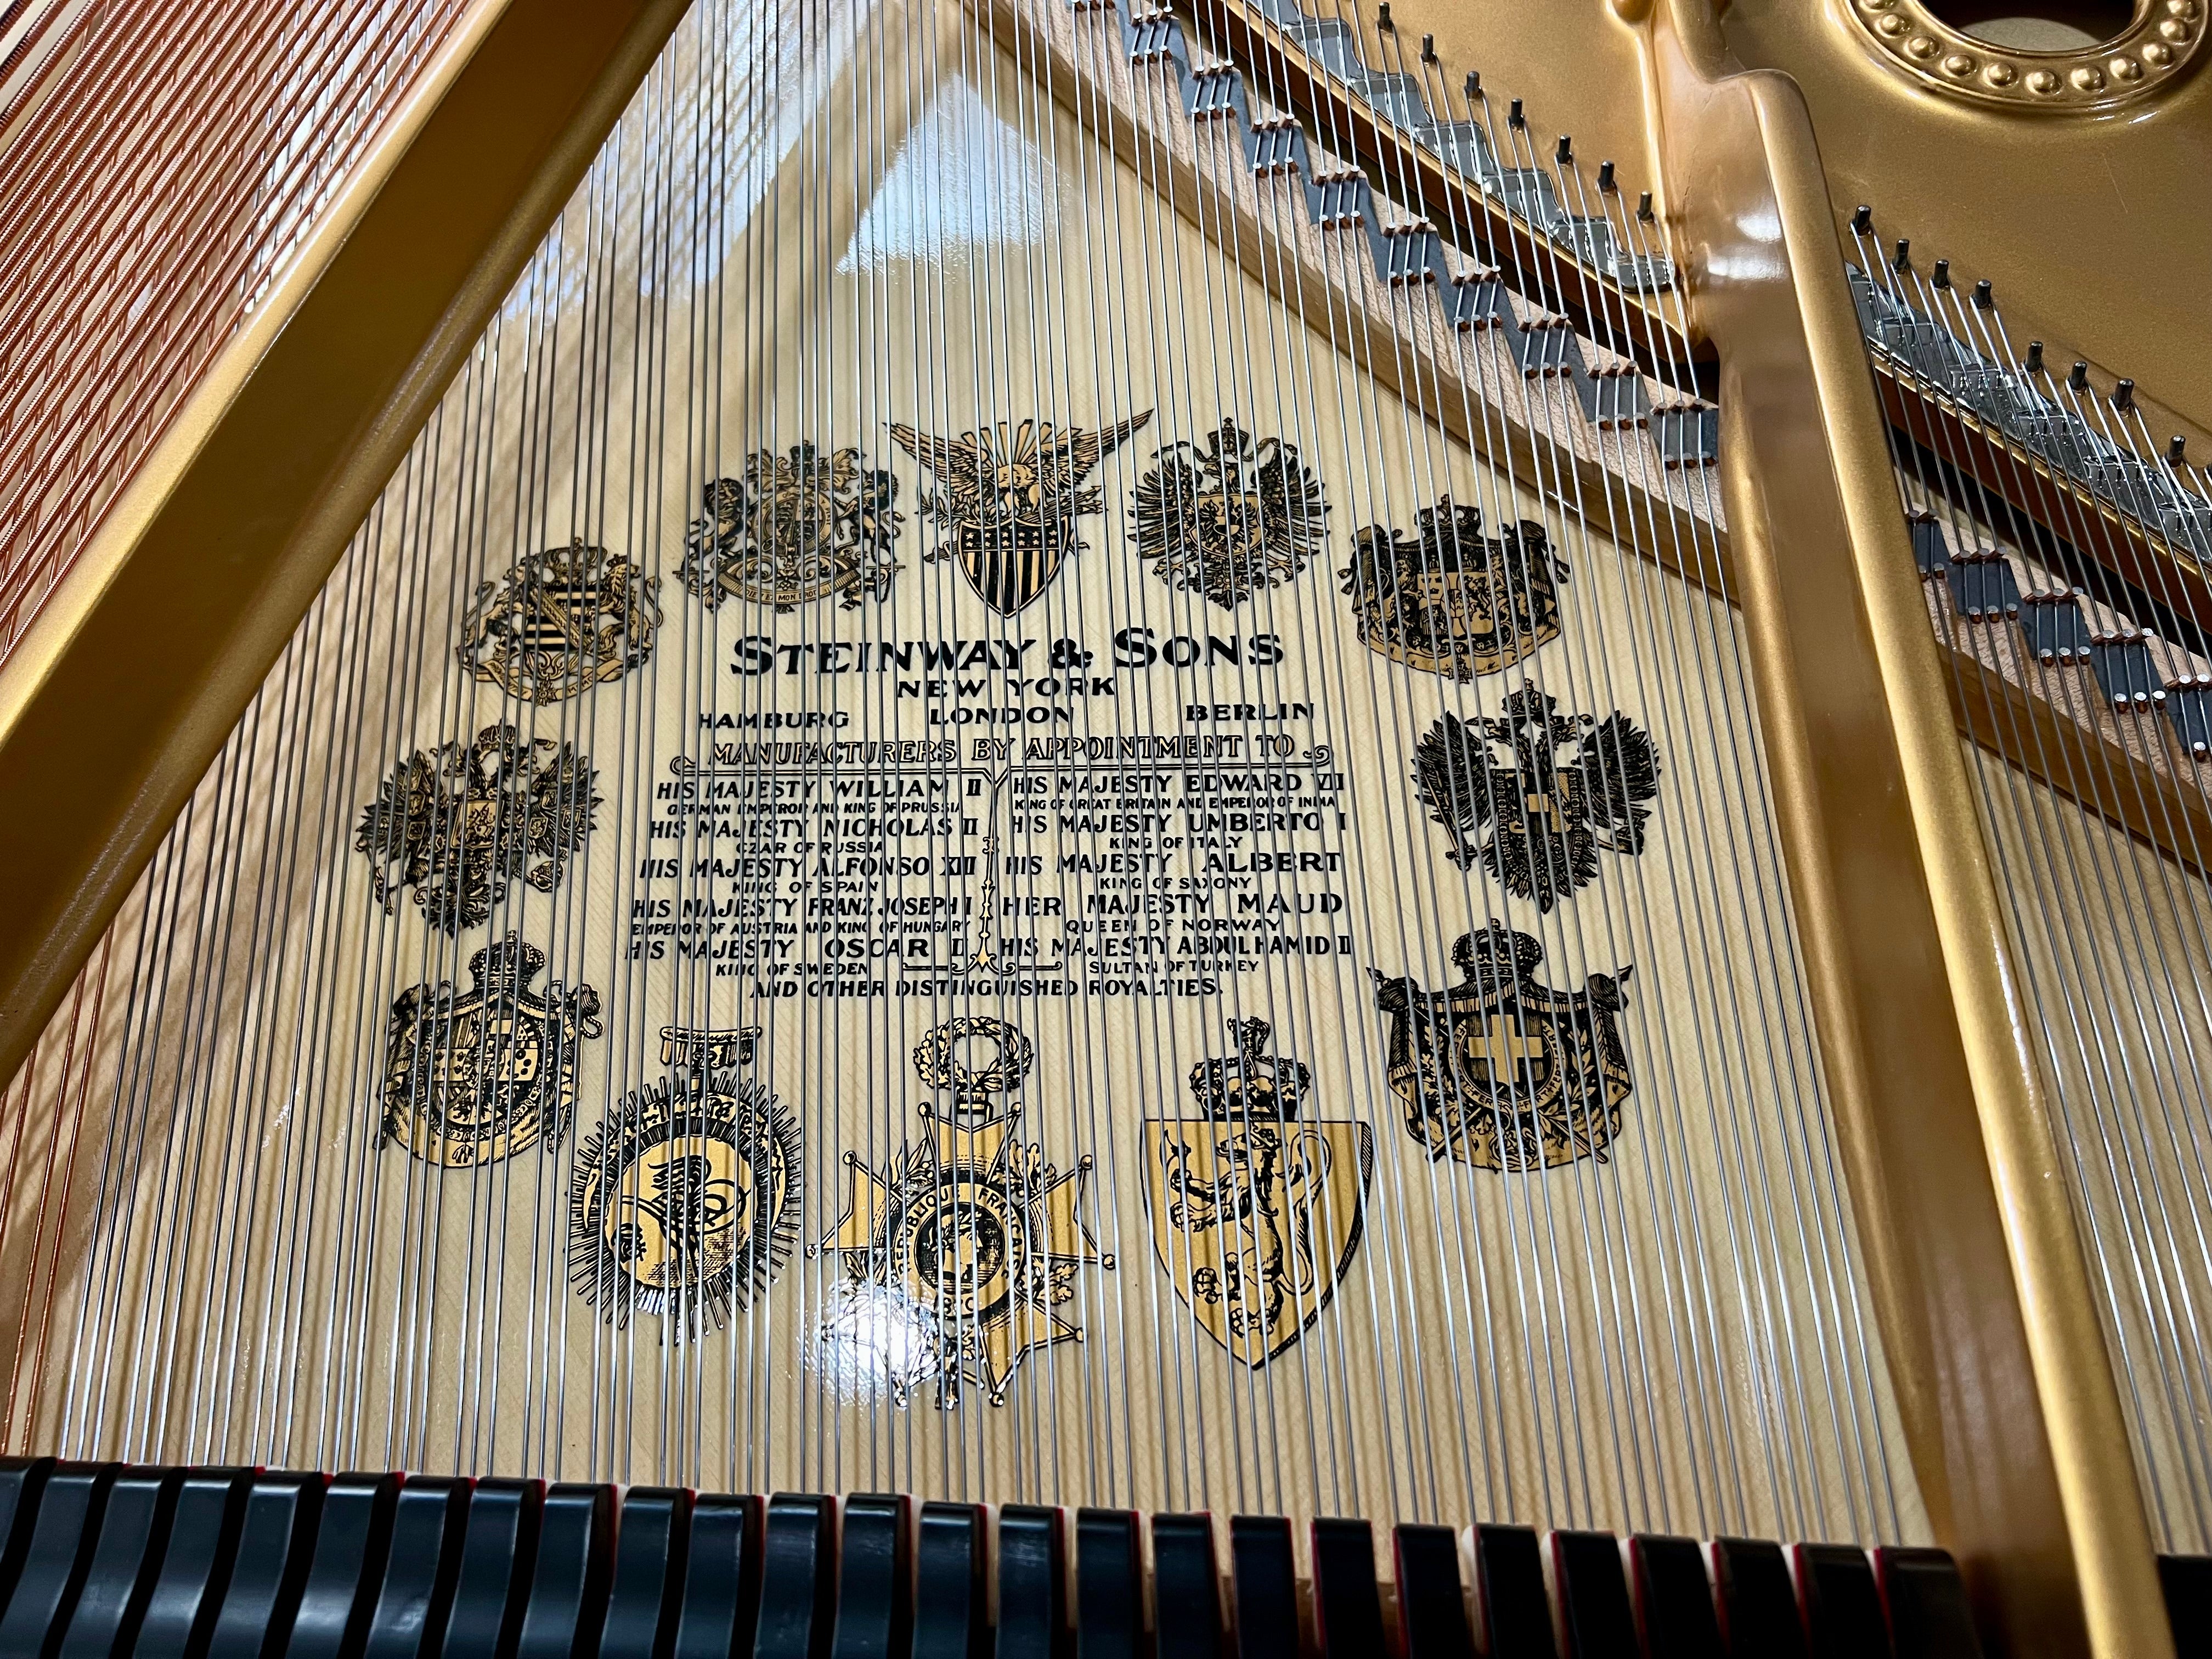 STEINWAY & SONS
NEW YORK
HAMBURG LONDON BERLIN
MANUFACTURERS BY APPOINTMENT TO
HIS MAJESTY WILLIAM II
GERMAN EMPEROR AND KING OF PRUSSIA
HIS MAJESTY NICHOLAS II
CZAR OF RUSSIA
HIS MAJESTY ALFONSO XIII
KING OF SPAIN
HIS MAJESTY FRANZ JOSEPH I
EMPEROR OF AUSTRIA AND KING OF HUNGARY
HIS MAJESTY OSCAR II
KING OF SWEDEN
HIS MAJESTY EDWARD VII
KING OF GREAT BRITAIN AND EMPEROR OF INDIA
HIS MAJESTY UMBERTO I
KING OF ITALY
HIS MAJESTY ALBERT
KING OF SAXONY
HER MAJESTY MAUD
QUEEN OF NORWAY
HIS MAJESTY ABDUL HAMID II
SULTAN OF TURKEY
AND OTHER DISTINGUISHED ROYALTIES.
REPUBLIQUE FRANCAISE